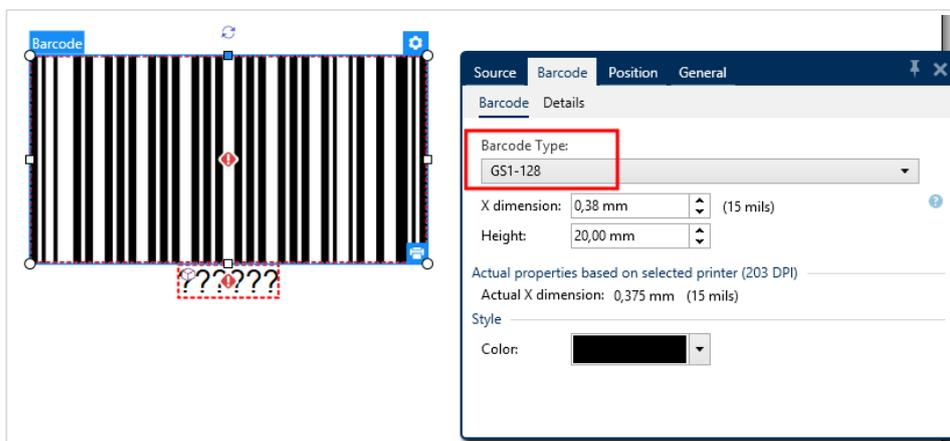 Barcode
??????
Source Barcode Position General
Barcode Details
Barcode Type:
GS1-128
X dimension: 0,38 mm (15 mils)
Height: 20,00 mm
Actual properties based on selected printer (203 DPI)
Actual X dimension: 0,375 mm (15 mils)
Style
Color: